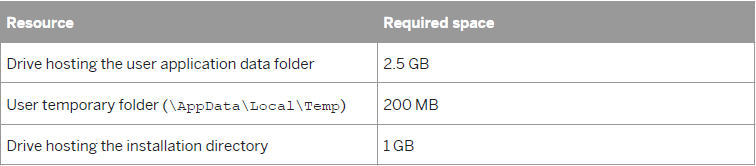 Resource Required space
Drive hosting the user application data folder 2.5 GB
User temporary folder (\AppData\Local\Temp) 200 MB
Drive hosting the installation directory 1 GB